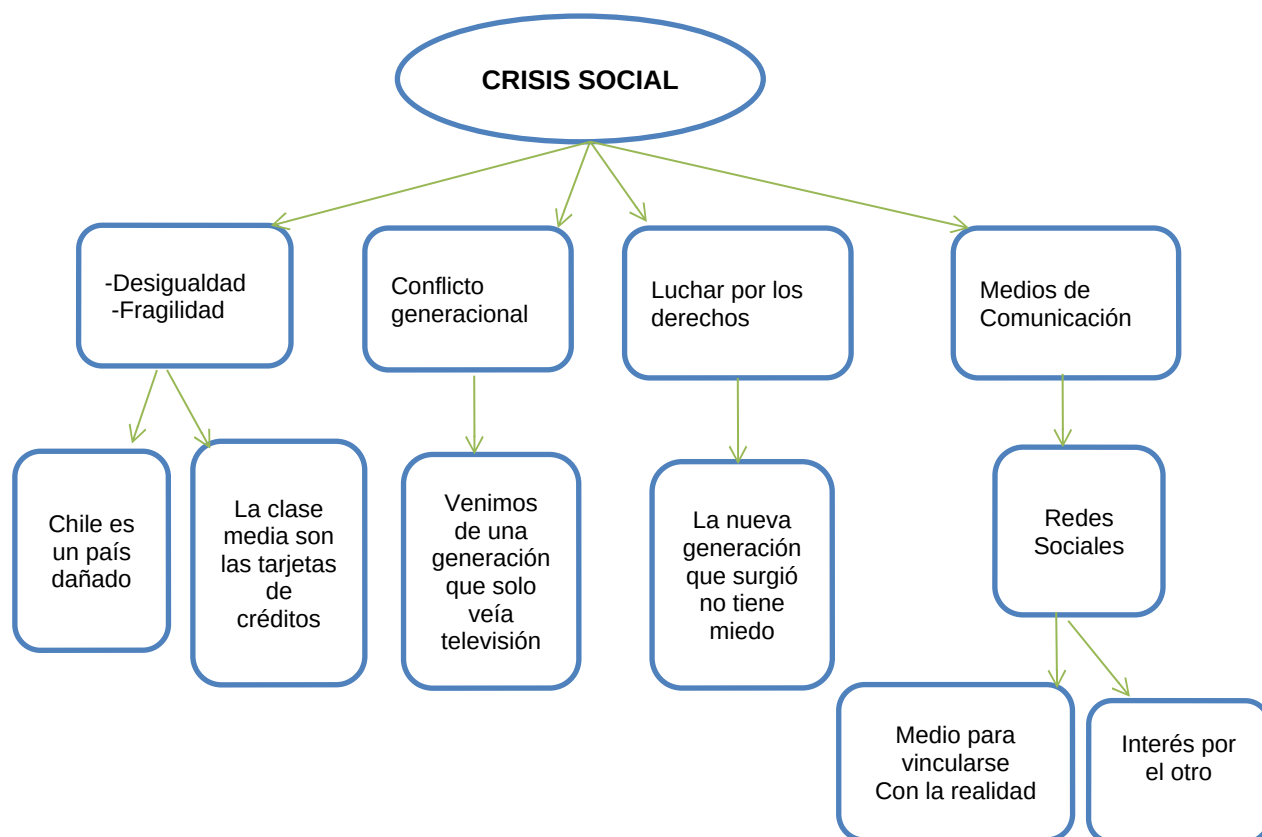 CRISIS SOCIAL
-Desigualdad
-Fragilidad
Conflicto
generacional
Luchar por los
derechos
Medios de
Comunicación
Chile es
un país
dañado
La clase
media son
las tarjetas
de
créditos
Venimos
de una
generación
que solo
veía
televisión
La nueva
generación
que surgió
no tiene
miedo
Redes
Sociales
Medio para
vincularse
Con la realidad
Interés por
el otro